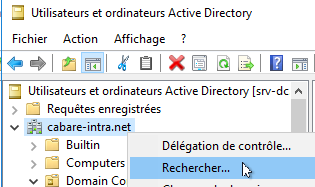 Utilisateurs et ordinateurs Active Directory
Fichier Action Affichage ?
Utilisateurs et ordinateurs Active Directory [srv-dc
Requêtes enregistrées
cabare-intra.net
Builtin
Délégation de contrôle...
Computers
Rechercher...
Domain Co